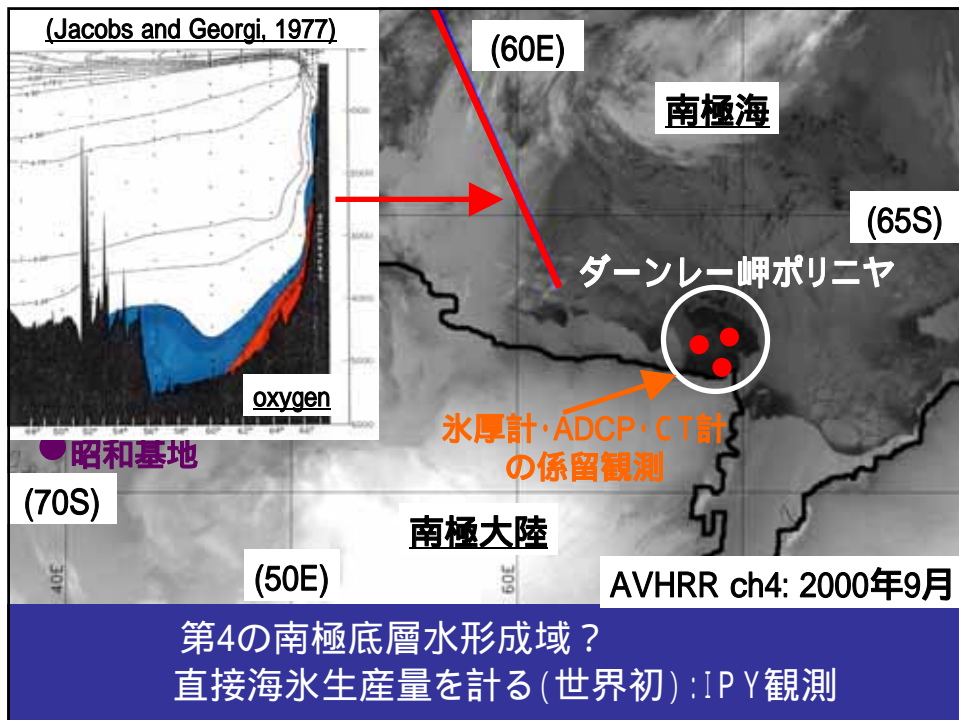 (Jacobs and Georgi, 1977)
(60E)
南極海
(65S)
ダーンレー岬ポリニヤ
oxygen
氷厚計・ADCP・CT計
の係留観測
昭和基地
(70S)
南極大陸
(50E)
40E
60E
AVHRR ch4: 2000年9月
第4の南極底層水形成域？
直接海氷生産量を計る(世界初):IPY観測